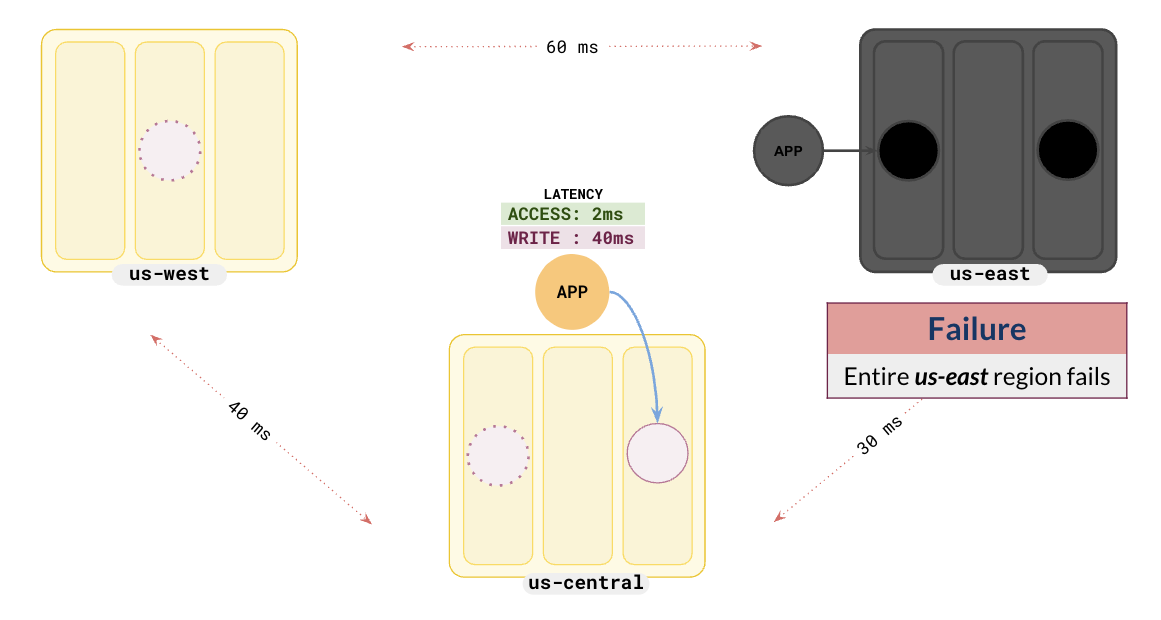 60 ms
APP
LATENCY
ACCESS: 2ms
WRITE : 40ms
us-west
us-east
APP
Failure
Entire us-east region fails
40 ms
30 ms
us-central